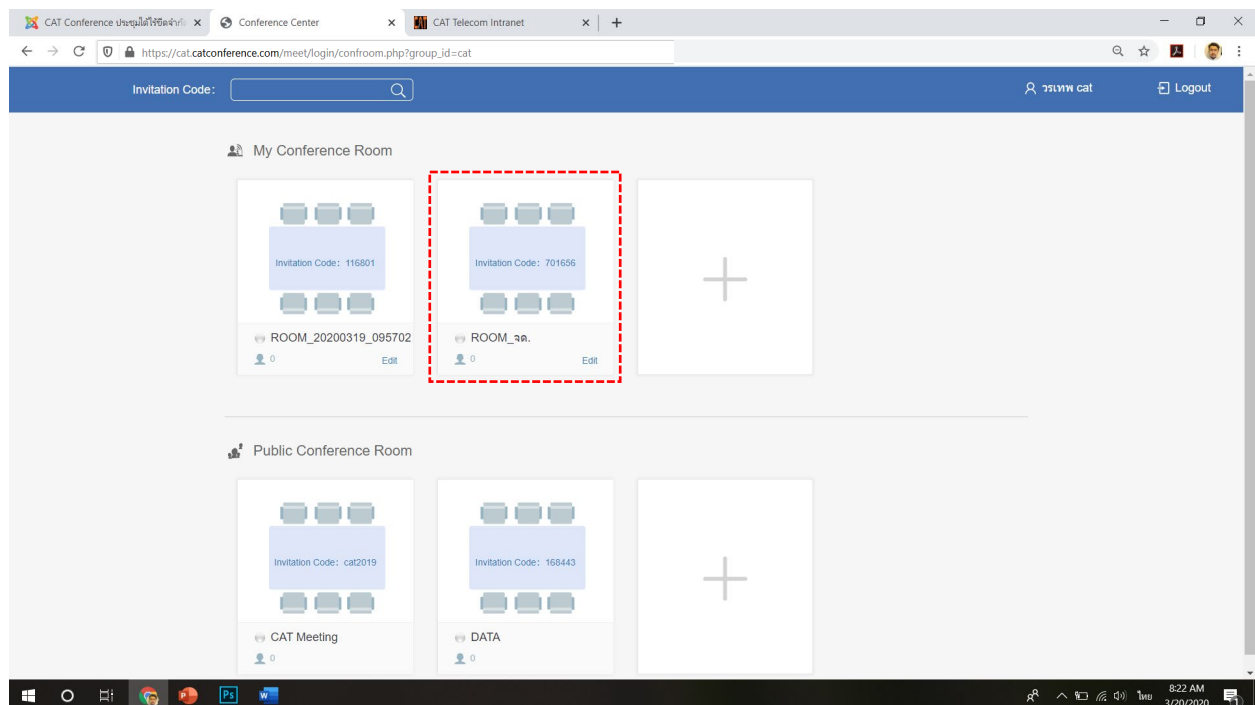 CAT Conference ประชุมได้ไร้ขีดจำกั
Conference Center
CAT Telecom Intranet
https://cat.catconference.com/meet/login/confroom.php?group_id=cat
Invitation Code:
วรเทพ cat
Logout
My Conference Room
Invitation Code: 116801
ROOM_20200319_095702
0
Edit
Invitation Code: 701656
ROOM_จด.
0
Edit
Public Conference Room
Invitation Code: cat2019
CAT Meeting
0
Invitation Code: 168443
DATA
0
Ps
W
ไทย
8:22 AM
3/20/2020